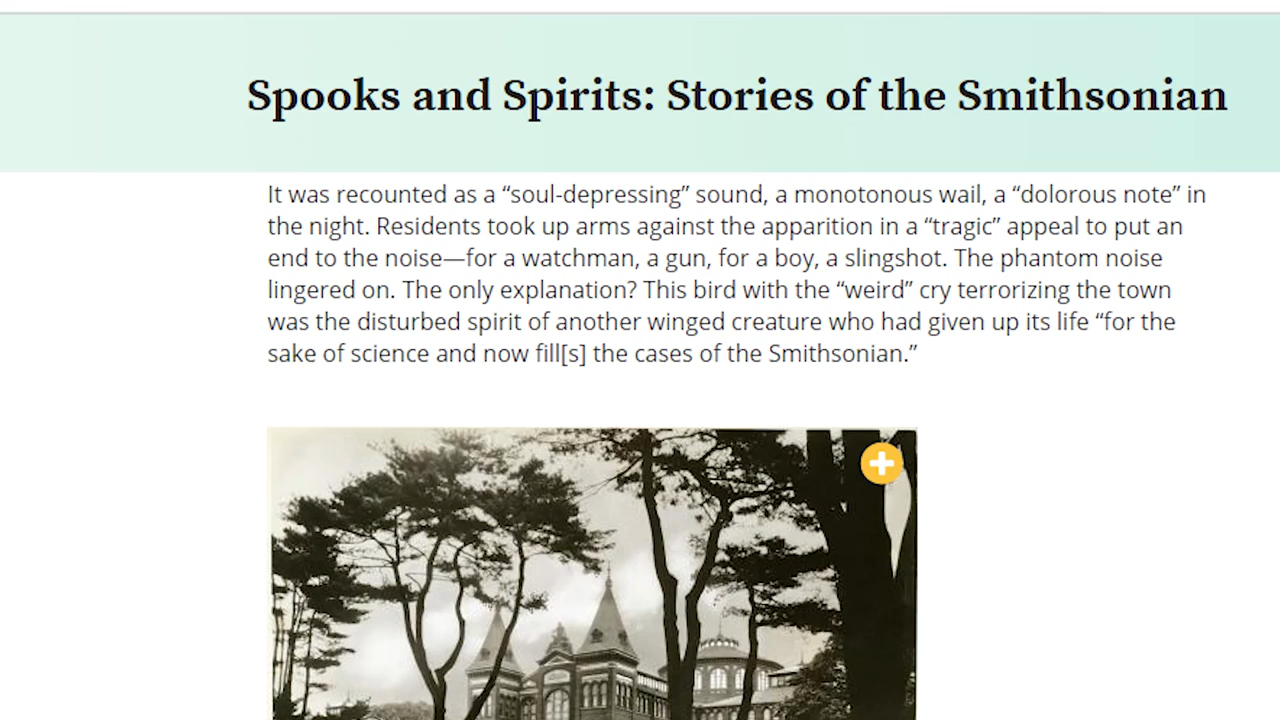 Spooks and Spirits: Stories of the Smithsonian
It was recounted as a “soul-depressing” sound, a monotonous wail, a “dolorous note” in
the night. Residents took up arms against the apparition in a “tragic” appeal to put an
end to the noise—for a watchman, a gun, for a boy, a slingshot. The phantom noise
lingered on. The only explanation? This bird with the “weird” cry terrorizing the town
was the disturbed spirit of another winged creature who had given up its life “for the
sake of science and now fill[s] the cases of the Smithsonian.”